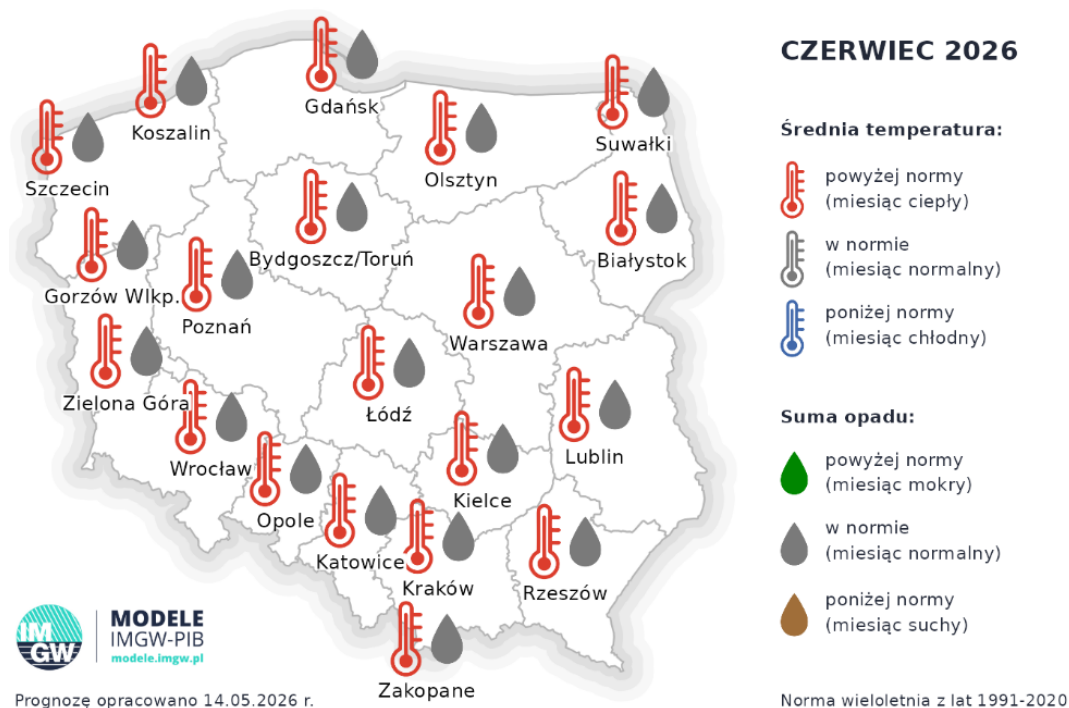 CZERWIEC 2026
Gdańsk
Koszalin
Suwałki
Olsztyn
Szczecin
Bydgoszcz/Toruń
Białystok
Gorzów Wlkp.
Poznań
Warszawa
Zielona Góra
Łódź
Lublin
Wrocław
Kielce
Opole
Katowice
Kraków
Rzeszów
Zakopane
Średnia temperatura:
powyżej normy
(miesiąc ciepły)
w normie
(miesiąc normalny)
poniżej normy
(miesiąc chłodny)
Suma opadu:
powyżej normy
(miesiąc mokry)
w normie
(miesiąc normalny)
poniżej normy
(miesiąc suchy)
IM
GW
MODELE
IMGW-PIB
modele.imgw.pl
Prognozę opracowano 14.05.2026 r.
Norma wieloletnia z lat 1991-2020